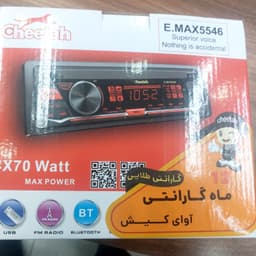 Cheetah
E.MAX5546
Superior voice
Nothing is accidental
1052
X70 Watt
MAX POWER
گارانتی طلایی
ماه گارانتی
آوای کیش
BT
USB
FM RADIO
BLUETOOTH